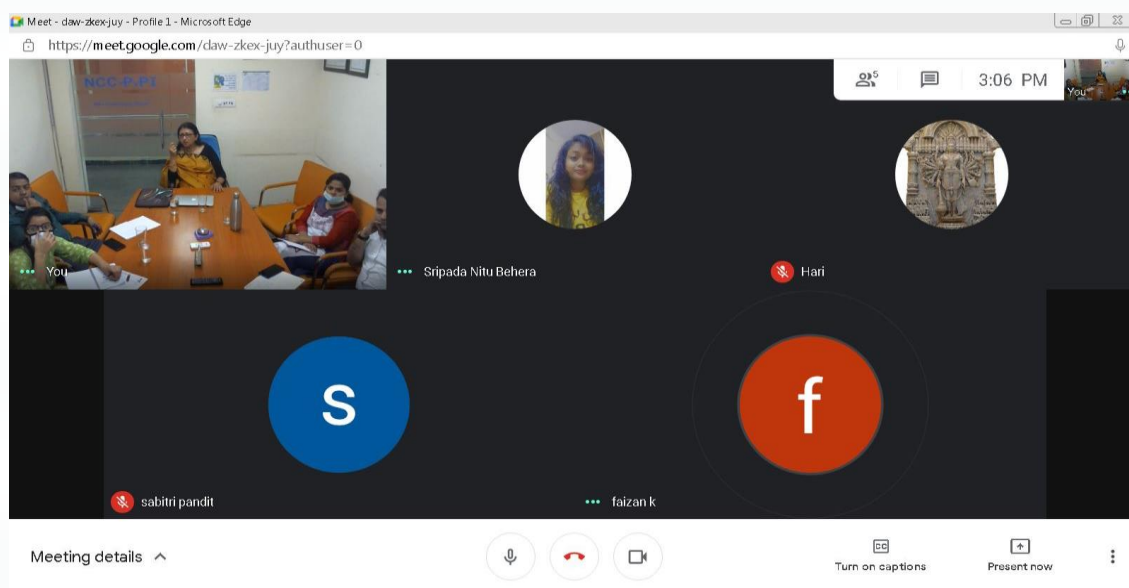 Meet - daw-zkex-juy - Profile 1 - Microsoft Edge
https://meet.google.com/daw-zkex-juy?authuser=0
NCC-P-PI
5
3:06 PM
You
You
Sripada Nitu Behera
Hari
s
f
sabitri pandit
faizan k
Meeting details
CC
Turn on captions
Present now